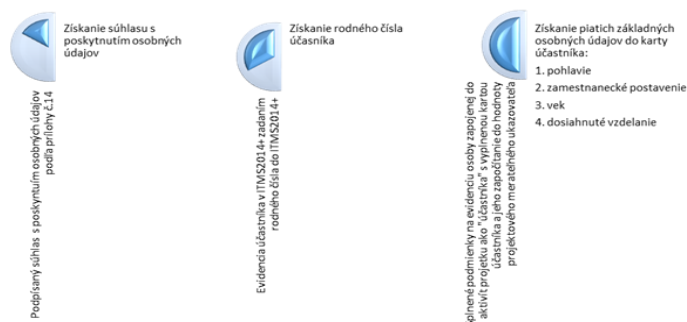 Získanie súhlasu s
poskytnutím osobných
údajov
Podpísaný súhlas s poskyntuím osobných údajov
podľa prílohy č.14
Získanie rodného čísla
účasníka
Evidencia účastníka v ITMS2014+ zadaním
rodného čísla do ITMS2014+
Získanie piatich základných
osobných údajov do karty
účastníka:
1. pohlavie
2. zamestnanecké postavenie
3. vek
4. dosiahnuté vzdelanie
podmienky na evidenciu osoby zapojenej do
aktivít projetku ako "účastníka" s vyplnenou kartou
účastníka a jeho započítanie do hodnoty
projektového merateľného ukazovateľa